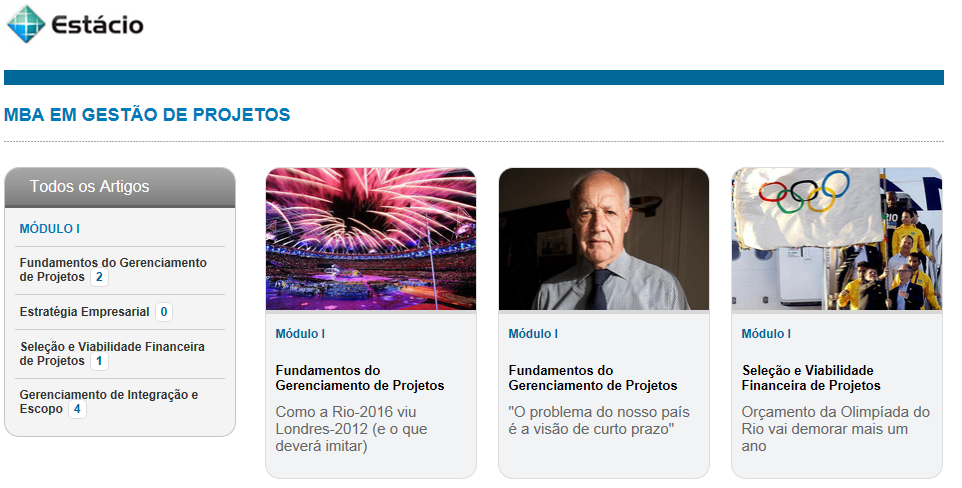 Estácio
MBA EM GESTÃO DE PROJETOS
Todos os Artigos
MÓDULO I
Fundamentos do Gerenciamento
de Projetos 2
Estratégia Empresarial 0
Seleção e Viabilidade Financeira
de Projetos 1
Gerenciamento de Integração e
Escopo 4
Módulo I
Fundamentos do
Gerenciamento de Projetos
Como a Rio-2016 viu
Londres-2012 (e o que
deverá imitar)
Módulo I
Fundamentos do
Gerenciamento de Projetos
"O problema do nosso país
é a visão de curto prazo"
RIO
Módulo I
Seleção e Viabilidade
Financeira de Projetos
Orçamento da Olimpíada do
Rio vai demorar mais um
ano